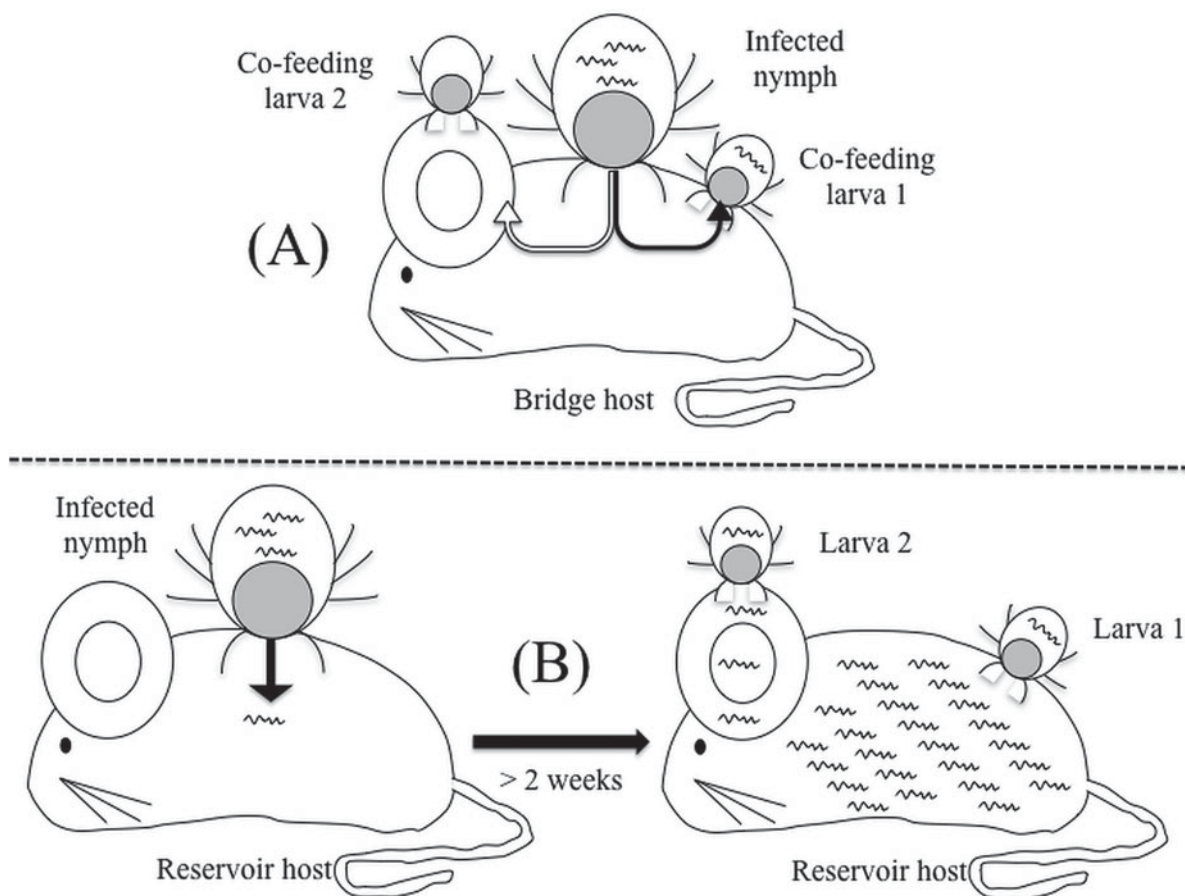 Co-feeding
larva 2
Infected
nymph
Co-feeding
larva 1
(A)
Bridge host
Infected
nymph
(B)
> 2 weeks
Reservoir host
Larva 2
Larva 1
Reservoir host